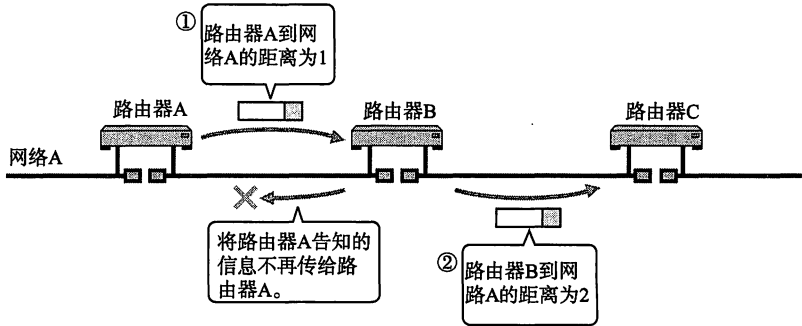 ①
路由器A到网
络A的距离为1
路由器A
路由器B
路由器C
网络A
将路由器A告知的
信息不再传给路
由器A。
②
路由器B到网
路A的距离为2